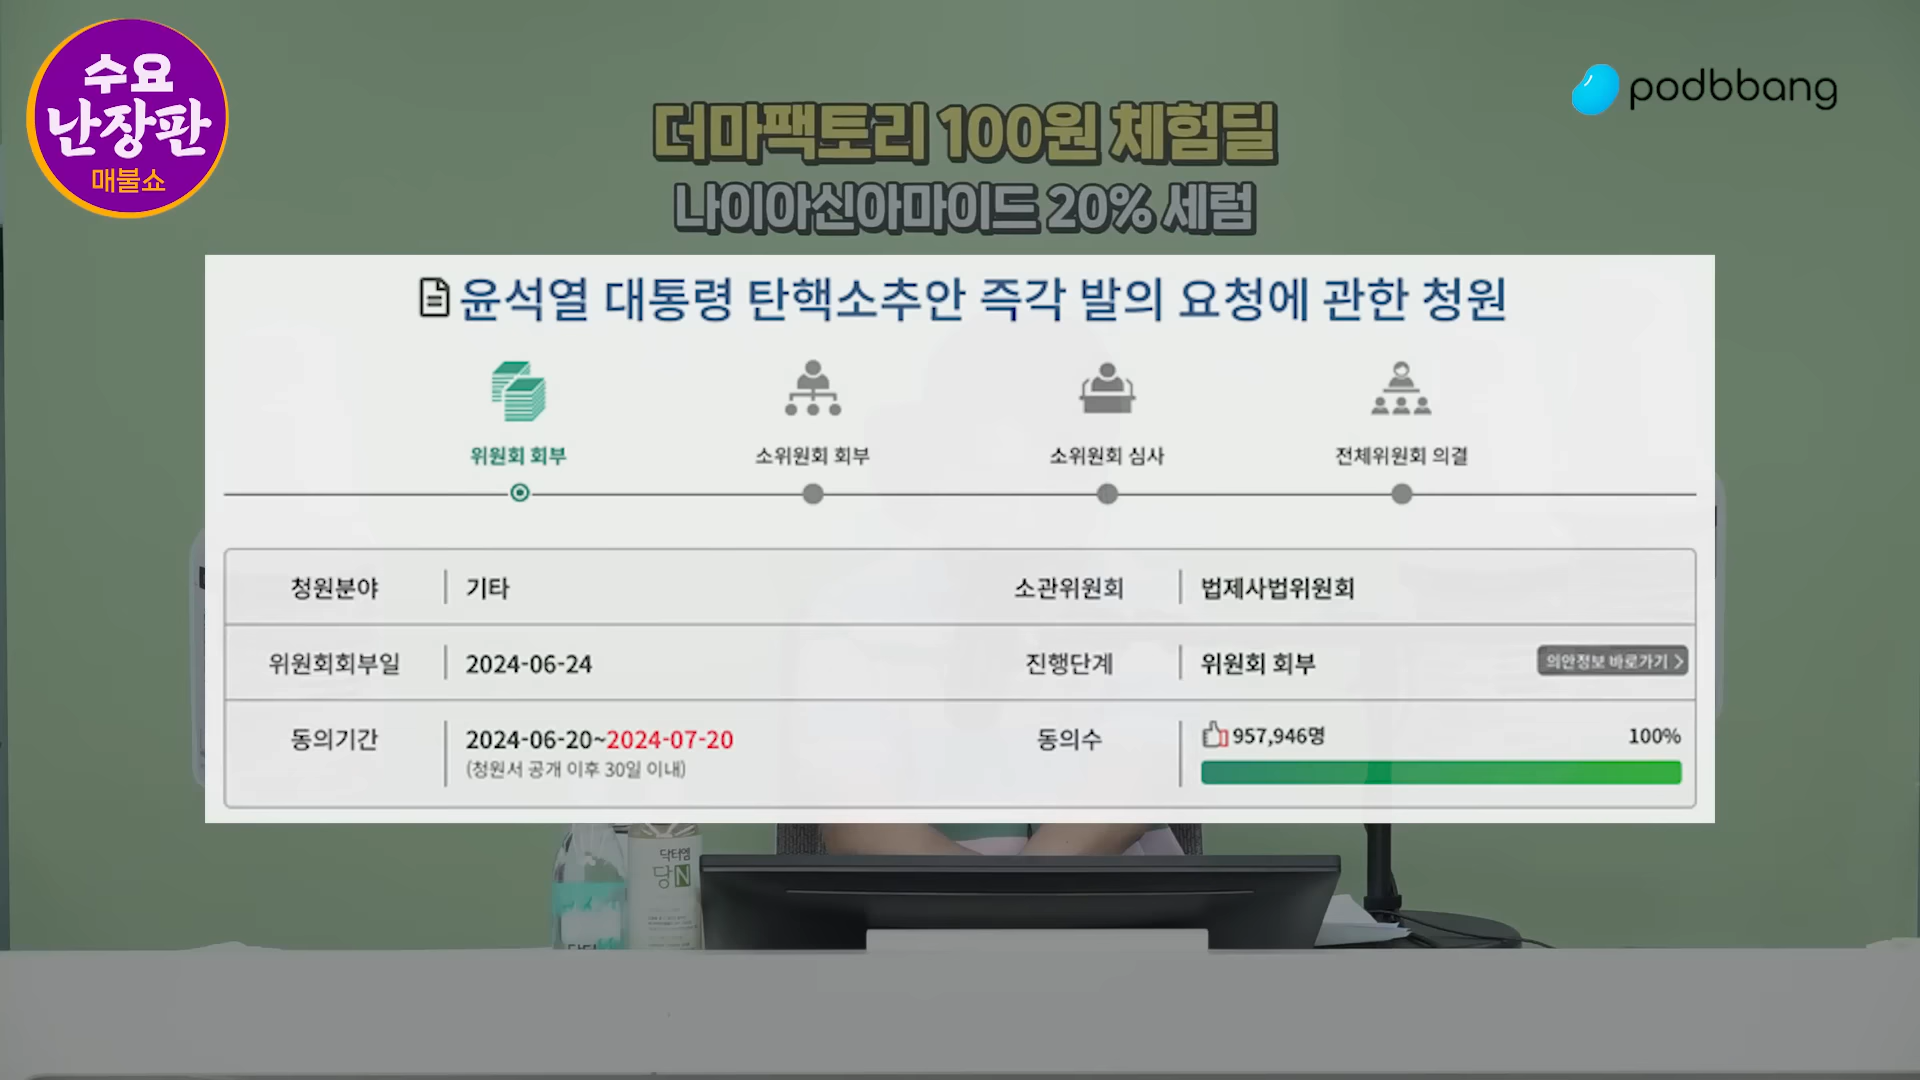 수요
난장판
매불쇼
podbbang
더마팩토리 100원 체험딜
나이아신아마이드 20% 세럼
윤석열 대통령 탄핵소추안 즉각 발의 요청에 관한 청원
위원회 회부
소위원회 회부
소위원회 심사
전체위원회 의결
청원분야 기타
소관위원회 법제사법위원회
위원회회부일 2024-06-24
진행단계 위원회 회부
의안정보 바로가기 >
동의기간 2024-06-20~2024-07-20
(청원서 공개 이후 30일 이내)
동의수 957,946명 100%
닥터엠
당N